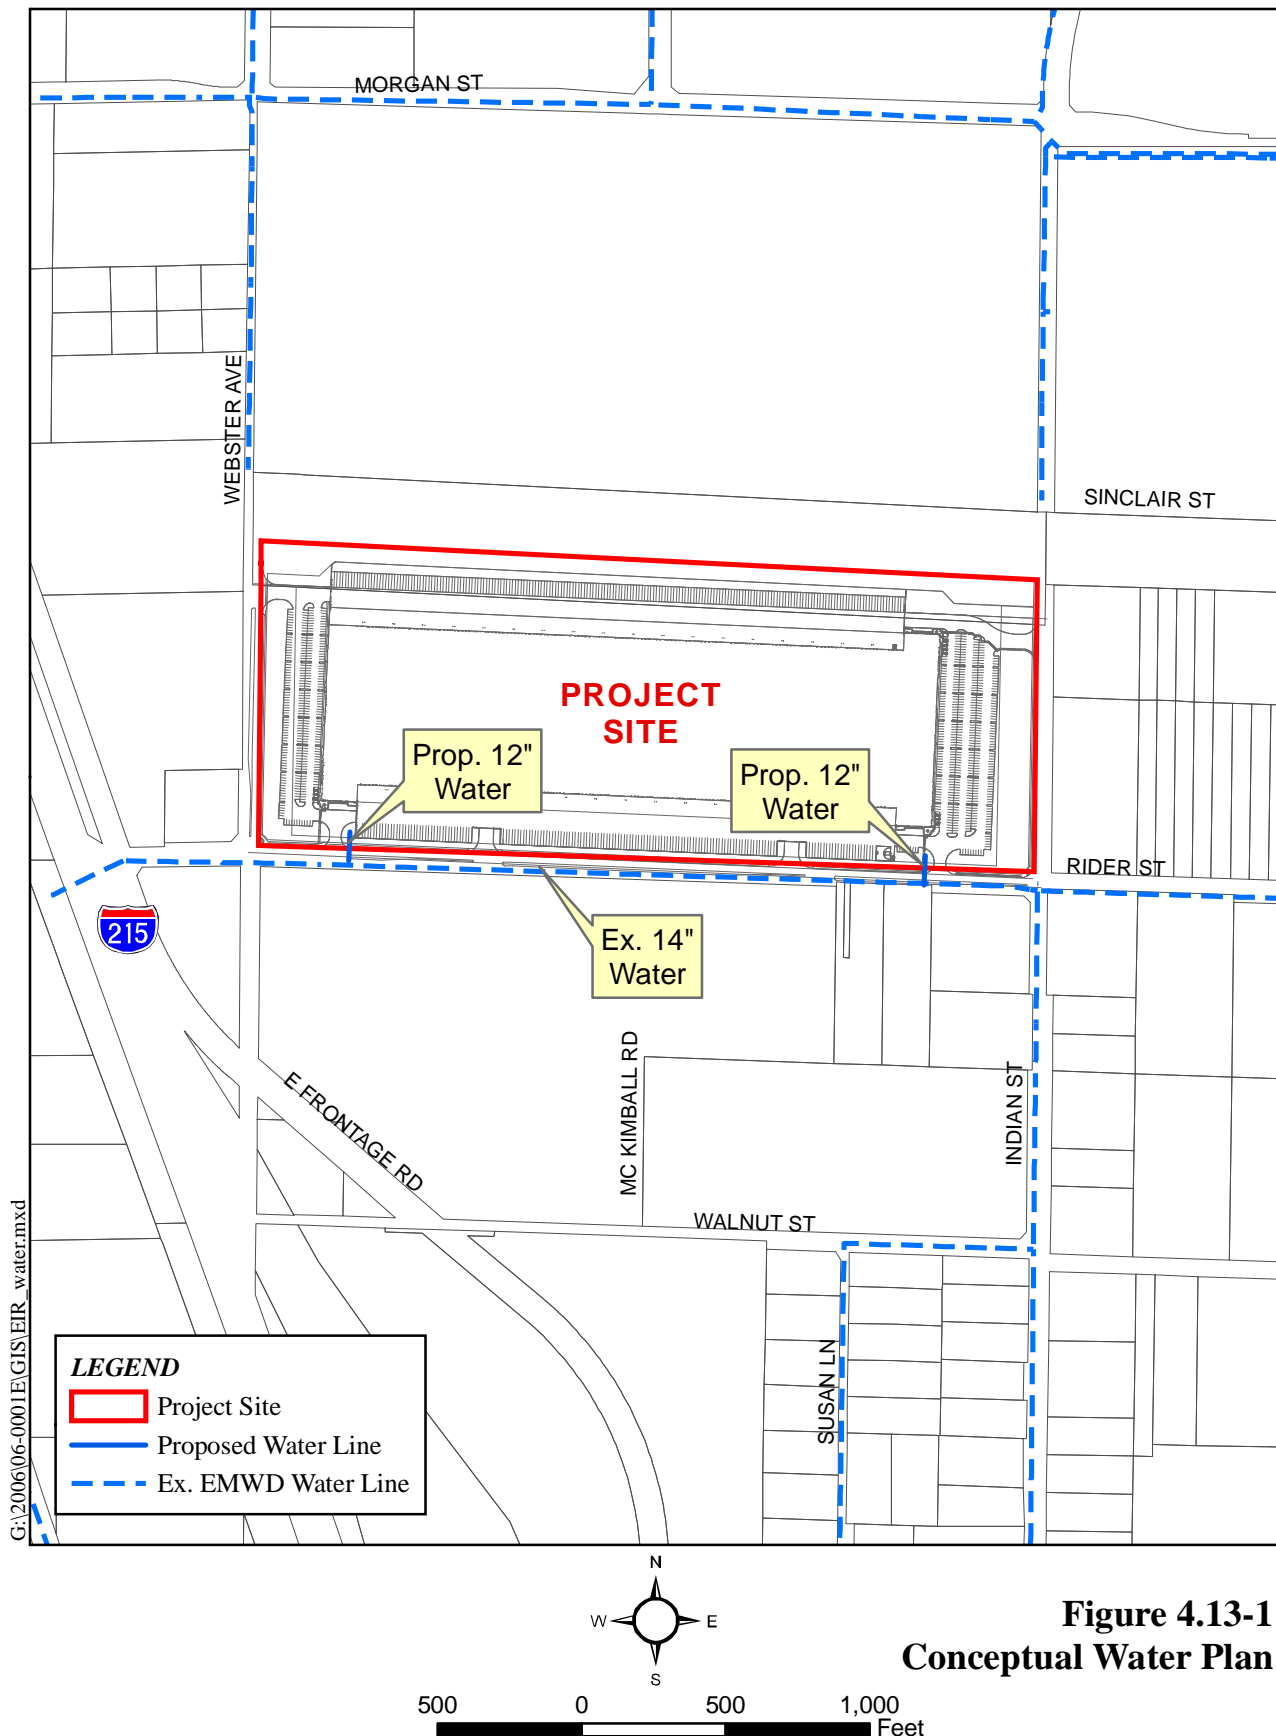 MORGAN ST
WEBSTER AVE
SINCLAIR ST
PROJECT
SITE
Prop. 12"
Water
Prop. 12"
Water
RIDER ST
215
Ex. 14"
Water
MC KIMBALL RD
INDIAN ST
E FRONTAGE RD
WALNUT ST
SUSAN LN
G:\2006\06-0001E\GIS\EIR_water.mxd
LEGEND
Project Site
Proposed Water Line
Ex. EMWD Water Line
N
W
E
S
Figure 4.13-1
Conceptual Water Plan
500 0 500 1,000
Feet